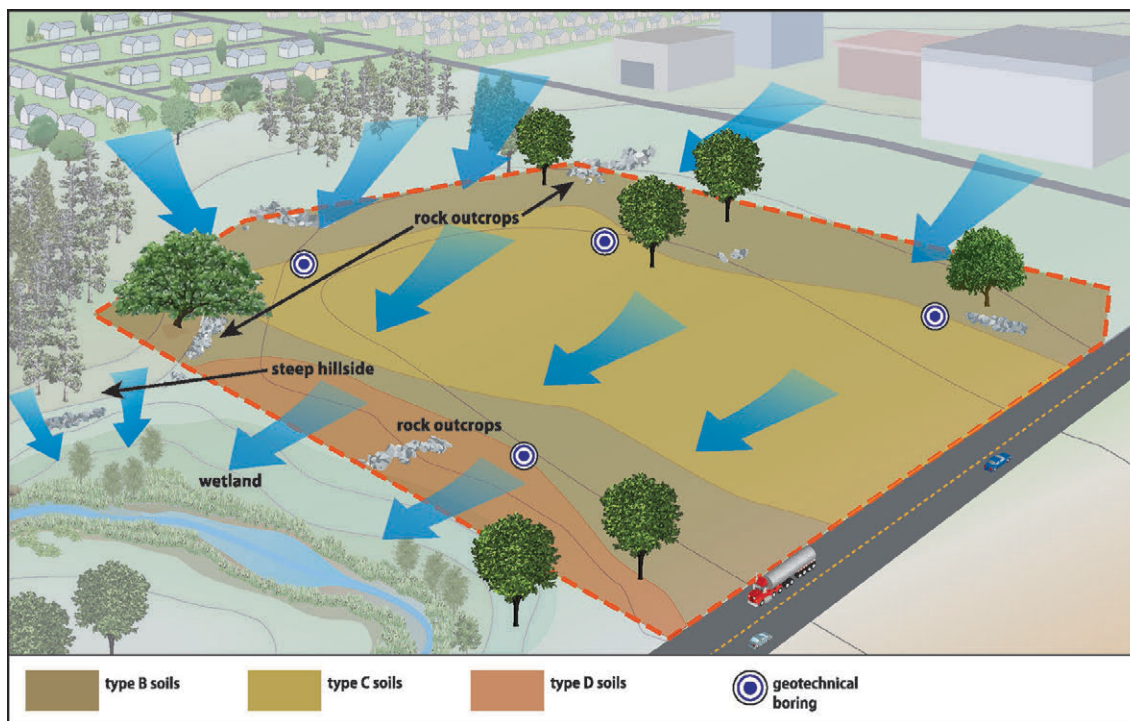 rock outcrops
steep hillside
rock outcrops
wetland
type B soils
type C soils
type D soils
geotechnical
boring